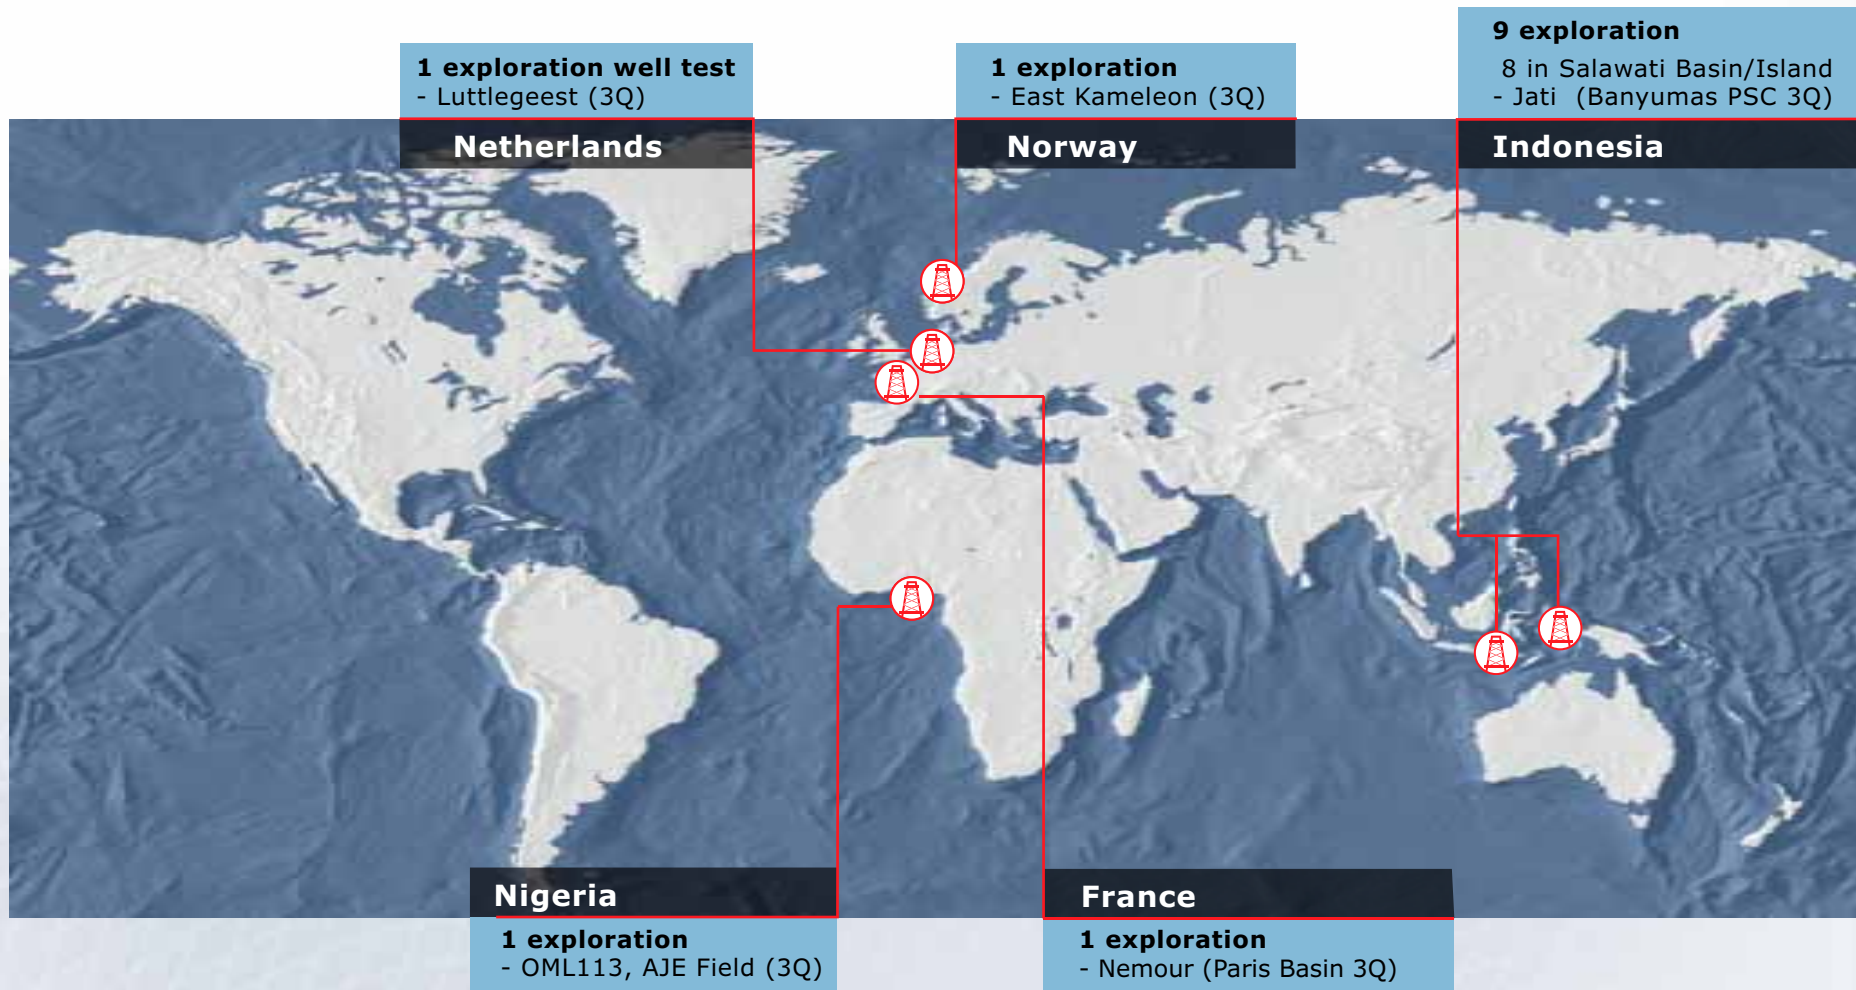 1 exploration well test
- Luttlegeest (3Q)
Netherlands
1 exploration
- East Kameleon (3Q)
Norway
9 exploration
8 in Salawati Basin/Island
- Jati (Banyumas PSC 3Q)
Indonesia
Nigeria
1 exploration
- OML113, AJE Field (3Q)
France
1 exploration
- Nemour (Paris Basin 3Q)